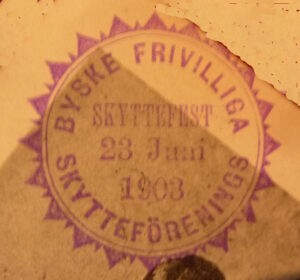 BYSKE FRIVILLIGA
SKYTTEFÖRENINGS
SKYTTEFEST
23 Juni
1903